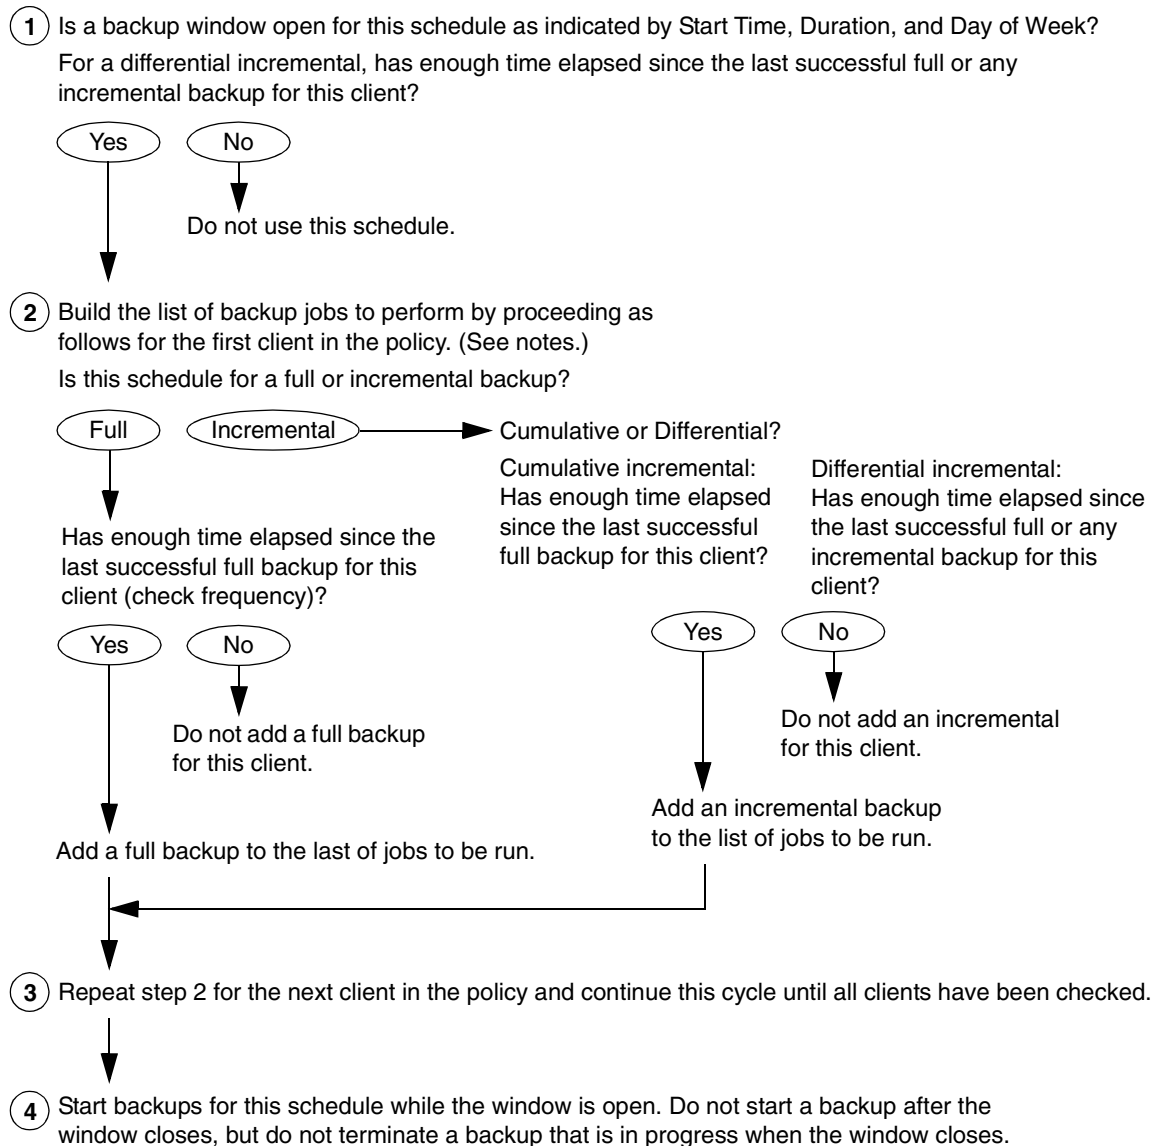 1 Is a backup window open for this schedule as indicated by Start Time, Duration, and Day of Week?
For a differential incremental, has enough time elapsed since the last successful full or any
incremental backup for this client?
Yes
No
Do not use this schedule.
2 Build the list of backup jobs to perform by proceeding as
follows for the first client in the policy. (See notes.)
Is this schedule for a full or incremental backup?
Full
Incremental
Cumulative or Differential?
Cumulative incremental:
Has enough time elapsed
since the last successful
full backup for this client?
Differential incremental:
Has enough time elapsed since
the last successful full or any
incremental backup for this
client?
Has enough time elapsed since the
last successful full backup for this
client (check frequency)?
Yes
No
Yes
No
Do not add a full backup
for this client.
Do not add an incremental
for this client.
Add an incremental backup
to the list of jobs to be run.
Add a full backup to the last of jobs to be run.
3 Repeat step 2 for the next client in the policy and continue this cycle until all clients have been checked.
4 Start backups for this schedule while the window is open. Do not start a backup after the
window closes, but do not terminate a backup that is in progress when the window closes.